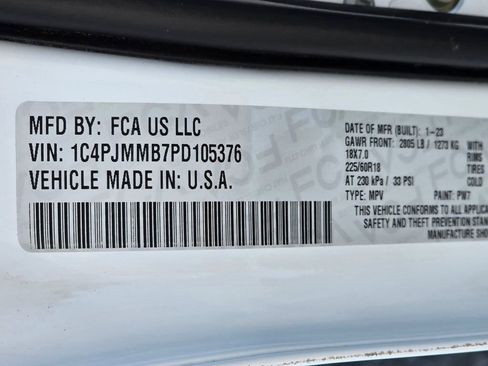 MFD BY: FCA US LLC
VIN: 1C4PJMMB7PD105376
VEHICLE MADE IN: U.S.A.
DATE OF MFR (BUILT): 1-23
GAWR FRONT: 2805 LB / 1273 KG
18X7.0 RIMS
225/60R18 TIRES
AT 230 kPa / 33 PSI
TYPE: MPV PAINT: PW7
THIS VEHICLE CONFORMS TO ALL APPLICA
SAFETY AND THEFT PREVENTION STAN
MANUFACTURE SHO